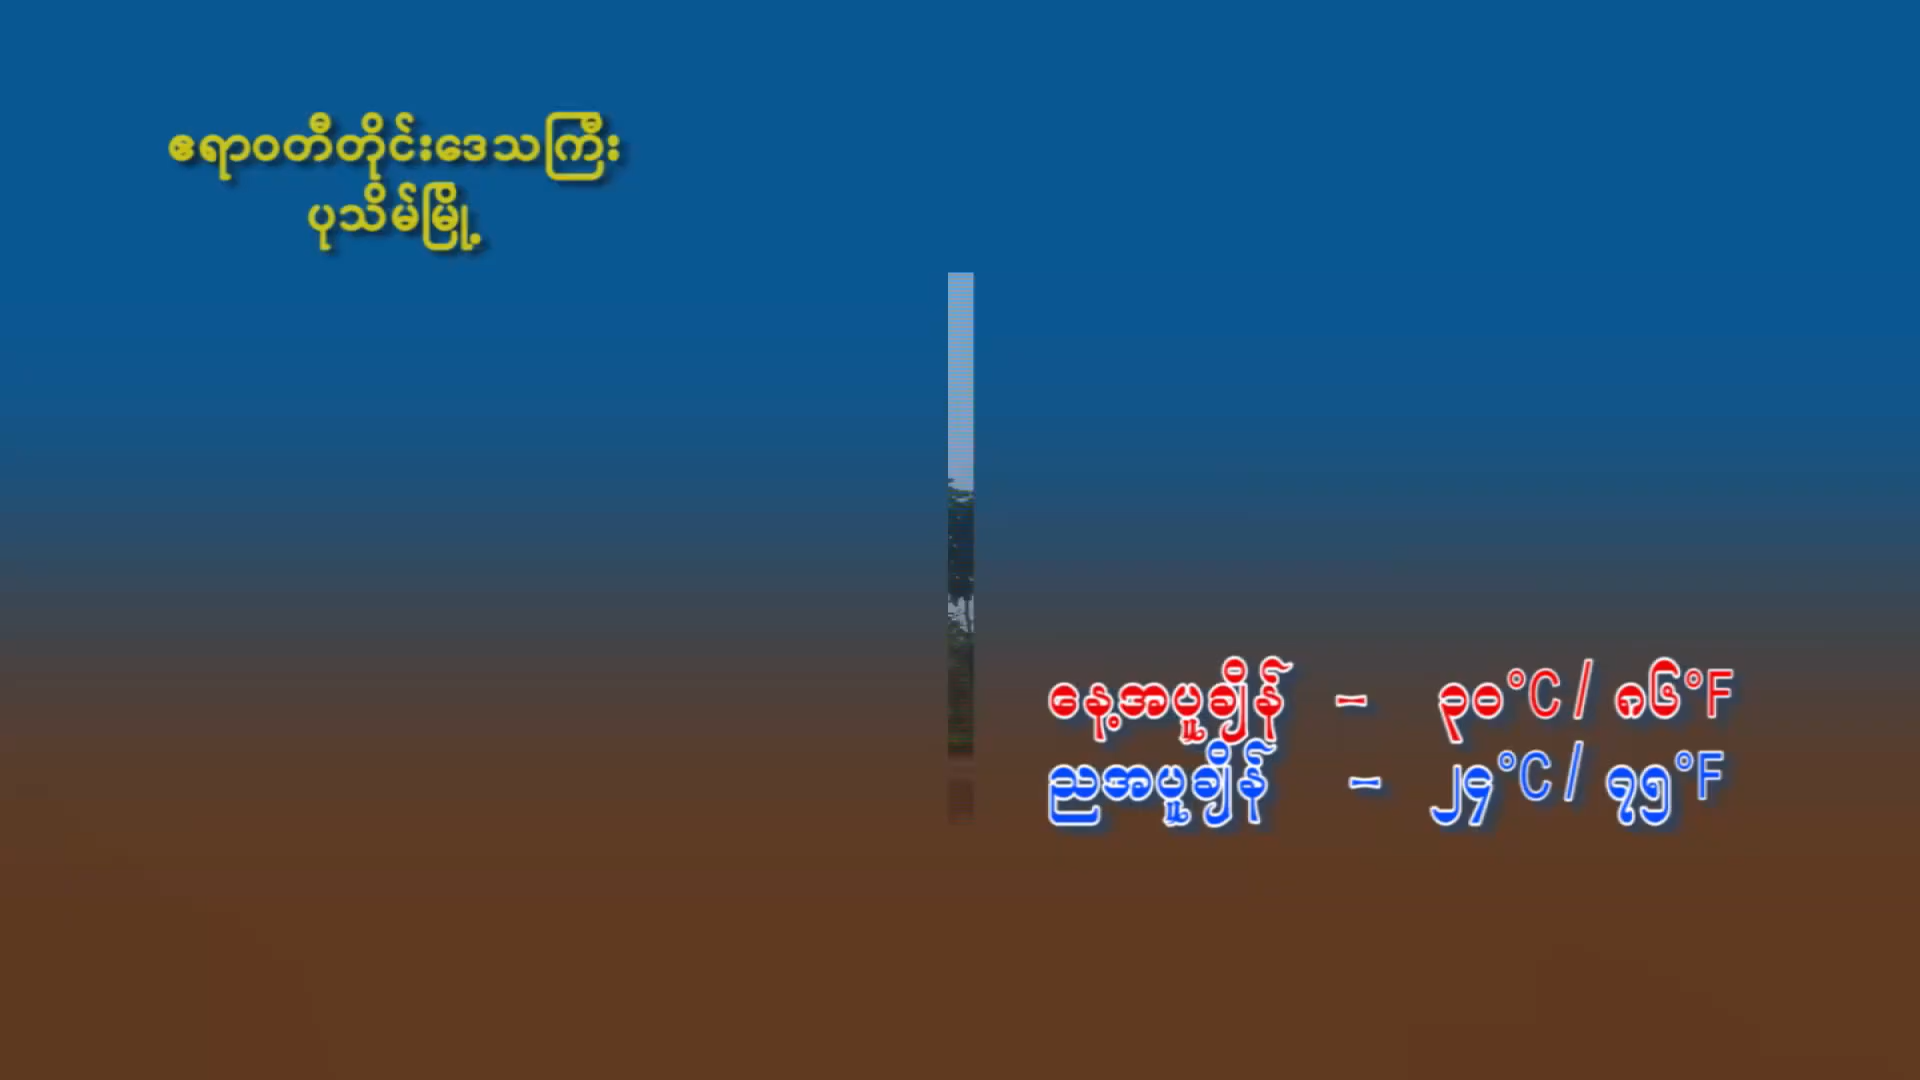 ဧရာဝတီတိုင်းဒေသကြီး
ပုသိမ်မြို့
နေ့အပူချိန် - ၃၀°C / ၈၆°F
ညအပူချိန် - ၂၄°C / ၇၅°F